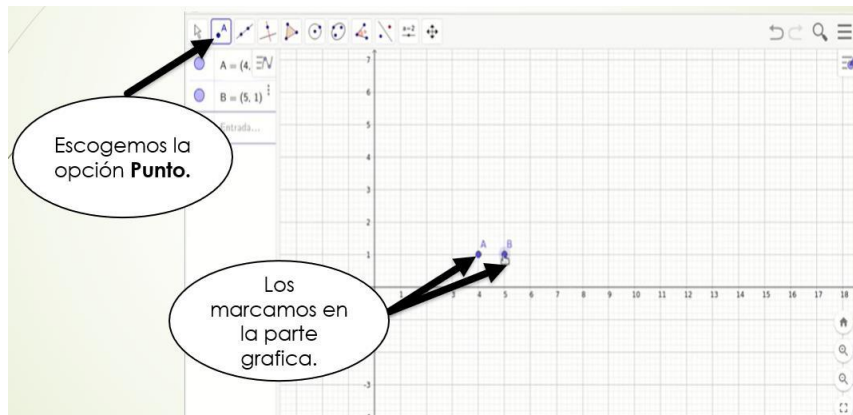 A
A = (4,
B = (5, 1)
Entrada...
a=2
Escogemos la
opción Punto.
Los
marcamos en
la parte
grafica.
A
B
7
6
5
4
3
2
1
1
3
4
5
6
7
8
9
10
11
12
13
14
15
16
17
18
-3